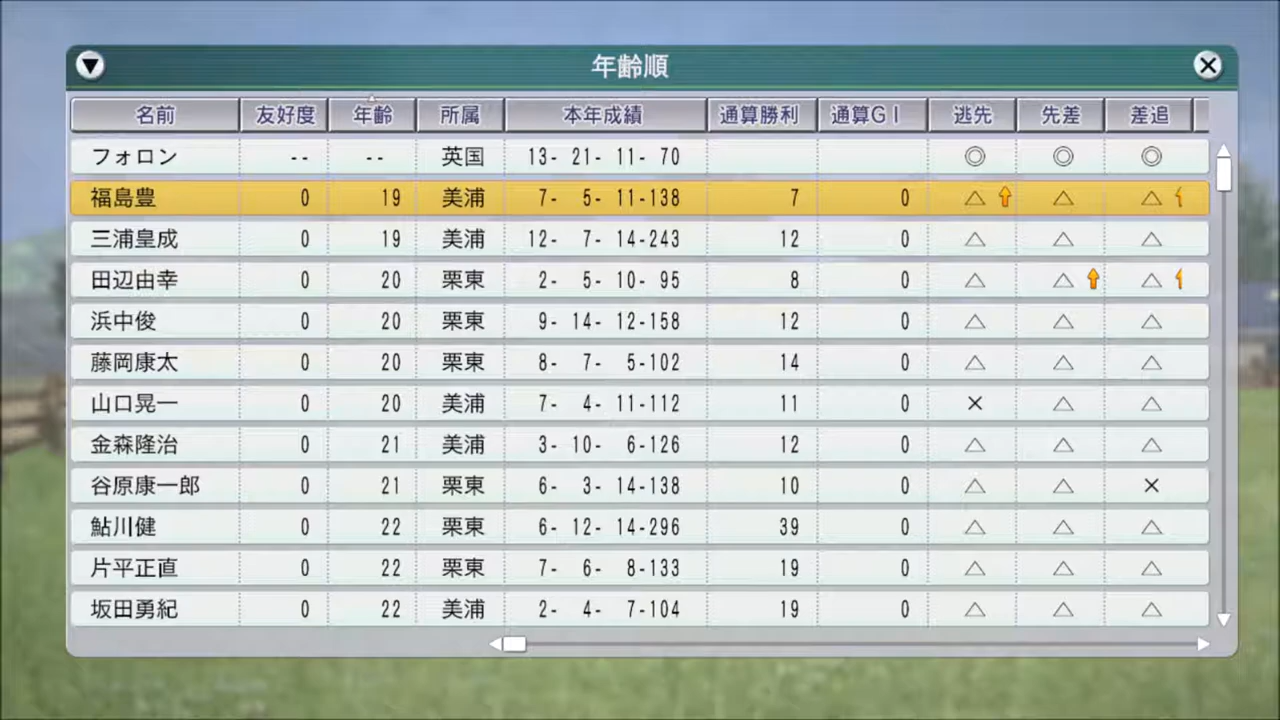 年齢順
名前 友好度 年齢 所属 本年成績 通算勝利 通算GⅠ 逃先 先差 差追
フォロン -- -- 英国 13- 21- 11- 70 ◎ ◎ ◎
福島豊 0 19 美浦 7- 5- 11-138 7 0 △ △ △
三浦皇成 0 19 美浦 12- 7- 14-243 12 0 △ △ △
田辺由幸 0 20 栗東 2- 5- 10- 95 8 0 △ △ △
浜中俊 0 20 栗東 9- 14- 12-158 12 0 △ △ △
藤岡康太 0 20 栗東 8- 7- 5-102 14 0 △ △ △
山口晃一 0 20 美浦 7- 4- 11-112 11 0 × △ △
金森隆治 0 21 美浦 3- 10- 6-126 12 0 △ △ △
谷原康一郎 0 21 栗東 6- 3- 14-138 10 0 △ △ ×
鮎川健 0 22 栗東 6- 12- 14-296 39 0 △ △ △
片平正直 0 22 栗東 7- 6- 8-133 19 0 △ △ △
坂田勇紀 0 22 美浦 2- 4- 7-104 19 0 △ △ △